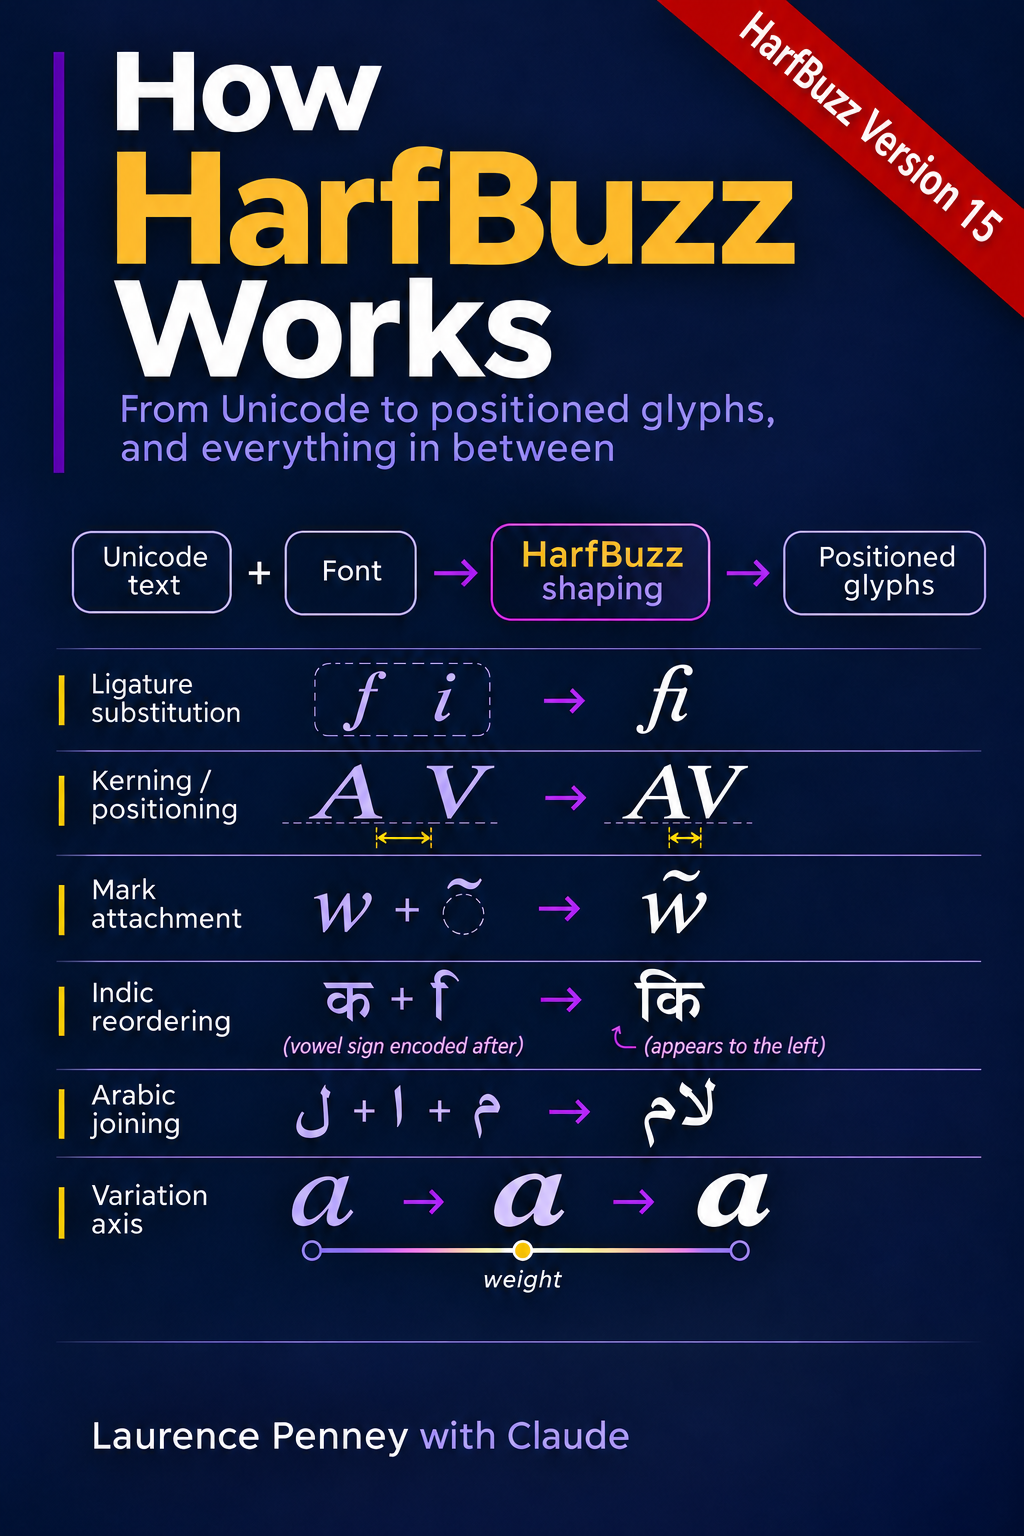 HarfBuzz Version 15
How
HarfBuzz
Works
From Unicode to positioned glyphs,
and everything in between
Unicode
text
+
Font
→
HarfBuzz
shaping
→
Positioned
glyphs
Ligature
substitution
f i → fi
Kerning /
positioning
A V → AV
Mark
attachment
w + ◌̃ → w̃
Indic
reordering
क + ि → कि
(vowel sign encoded after)
(appears to the left)
Arabic
joining
ل + ا + م → لام
Variation
axis
a → a → a
weight
Laurence Penney with Claude